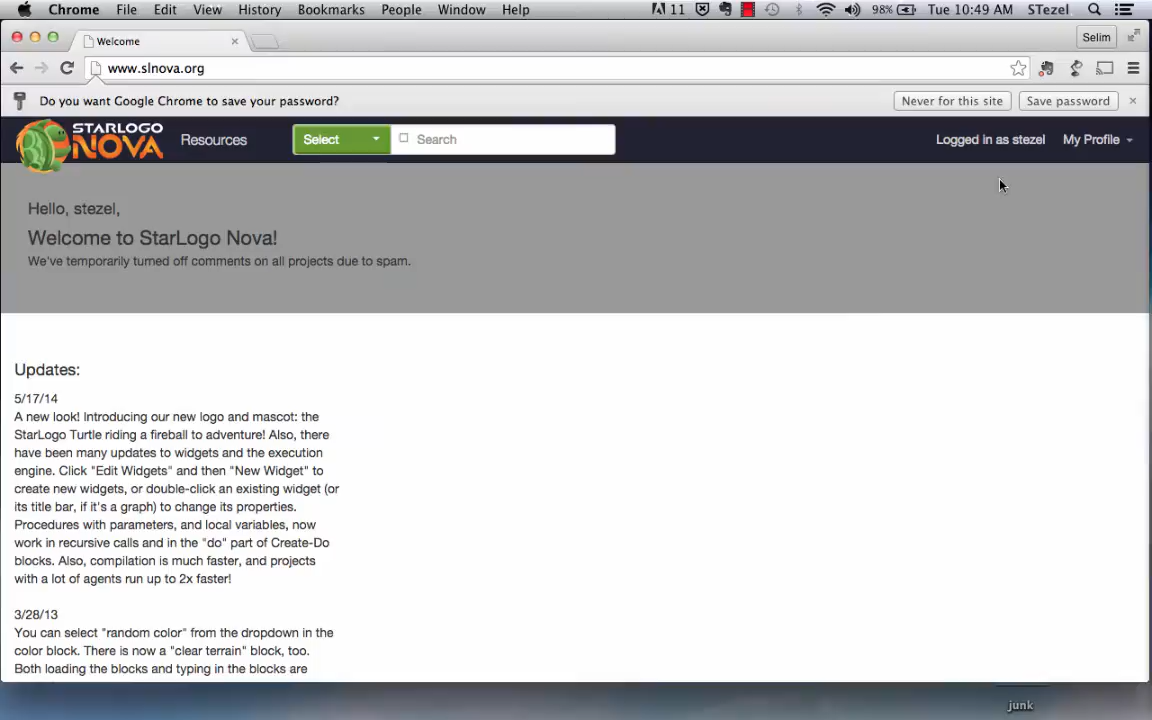 Chrome File Edit View History Bookmarks People Window Help 11 98% Tue 10:49 AM STezel
Welcome Selim
www.slnova.org
Do you want Google Chrome to save your password? Never for this site Save password
STARLOGO NOVA Resources Select Search Logged in as stezel My Profile
Hello, stezel,
Welcome to StarLogo Nova!
We've temporarily turned off comments on all projects due to spam.
Updates:
5/17/14
A new look! Introducing our new logo and mascot: the
StarLogo Turtle riding a fireball to adventure! Also, there
have been many updates to widgets and the execution
engine. Click "Edit Widgets" and then "New Widget" to
create new widgets, or double-click an existing widget (or
its title bar, if it's a graph) to change its properties.
Procedures with parameters, and local variables, now
work in recursive calls and in the "do" part of Create-Do
blocks. Also, compilation is much faster, and projects
with a lot of agents run up to 2x faster!
3/28/13
You can select "random color" from the dropdown in the
color block. There is now a "clear terrain" block, too.
Both loading the blocks and typing in the blocks are
junk